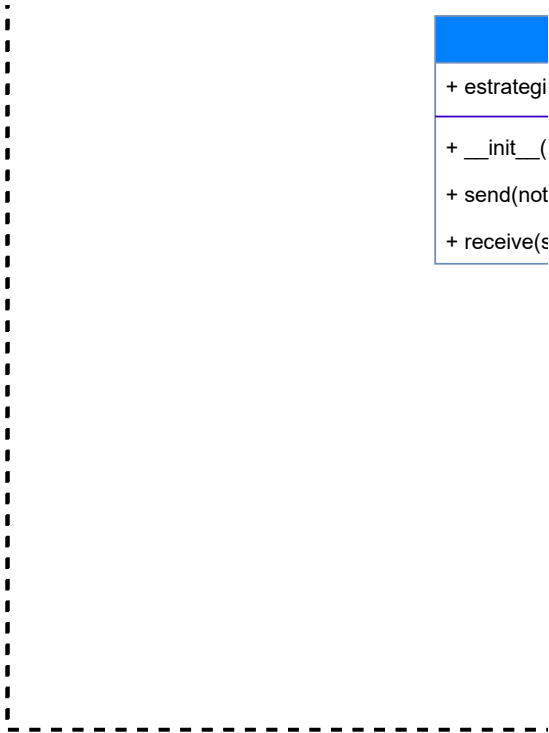 + estrategi
+ __init__(
+ send(not
+ receive(s